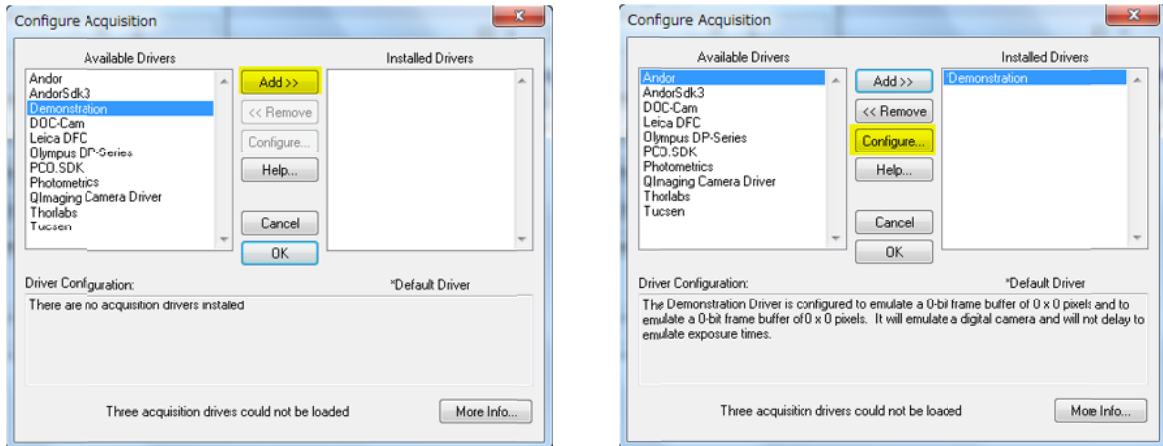 Configure Acquisition
Available Drivers
Installed Drivers
Andor
AndorSdk3
Demonstration
DOC-Cam
Leica DFC
Olympus DP-Series
PCO.SDK
Photometrics
QImaging Camera Driver
Thorlabs
Tucsen
Add >>
<< Remove
Configure...
Help...
Cancel
OK
Driver Configuration:
*Default Driver
There are no acquisition drivers installed
Three acquisition drives could not be loaded
More Info...
Configure Acquisition
Available Drivers
Installed Drivers
Andor
AndorSdk3
Demonstration
DOC-Cam
Leica DFC
Olympus DP-Series
PCO.SDK
Photometrics
QImaging Camera Driver
Thorlabs
Tucsen
Add >>
<< Remove
Configure...
Help...
Cancel
OK
*Demonstration
Driver Configuration:
*Default Driver
The Demonstration Driver is configured to emulate a 0-bit frame buffer of 0 x 0 pixels and to
emulate a 0-bit frame buffer of 0 x 0 pixels. It will emulate a digital camera and will not delay to
emulate exposure times.
Three acquisition drivers could not be loaded
More Info...